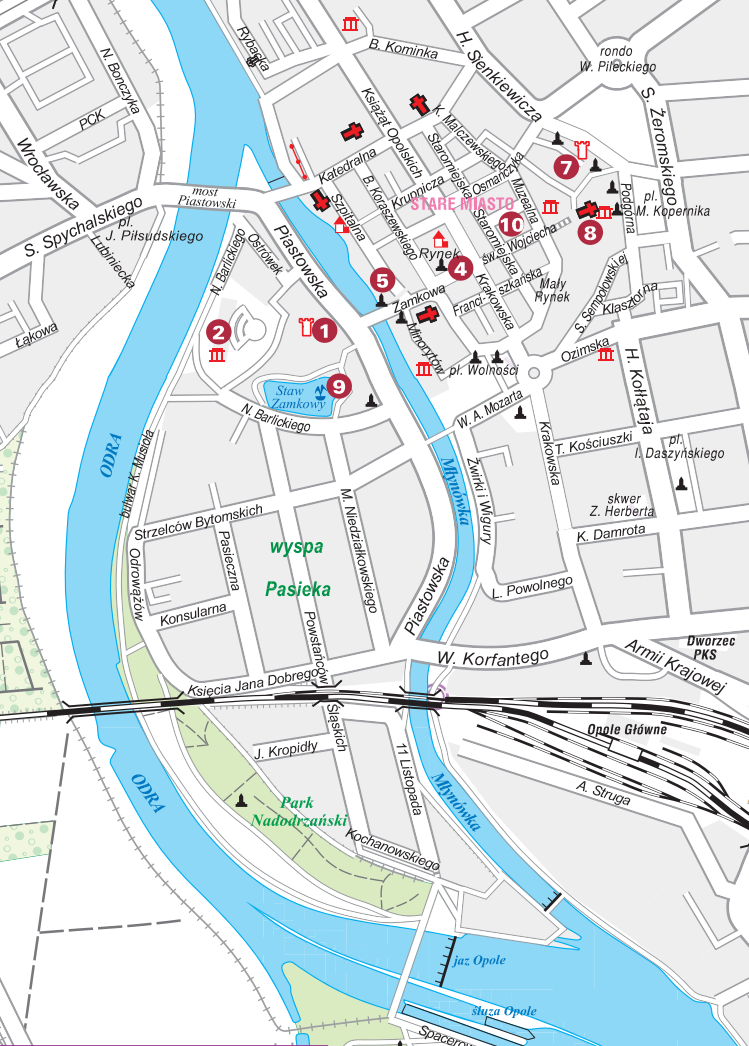 Rybacka
B. Kominka
H. Sienkiewicza
rondo
W. Pileckiego
N. Bonczyka
PCK
Wrocławska
Książąt Opolskich
K. Malczewskiego
Staromiejska
S. Żeromskiego
Katedralna
Osmańczyka
7
most
Piastowski
Szpitalna
B. Koraszewskiego
Krupnicza
STARE MIASTO
Muzealna
Podgórna
pl.
M. Kopernika
S. Spychalskiego
pl.
J. Piłsudskiego
Lubiniecka
N. Barlickiego
Ostrówek
Piastowska
10
8
Staromiejska
św. Wojciecha
Rynek
4
5
Zamkowa
Franciszkańska
Krakowska
Mały
Rynek
S. Sempołowskiej
Klasztorna
Łąkowa
2
1
Minorytów
Ozimska
pl. Wolności
H. Kołłątaja
9
Staw
Zamkowy
N. Barlickiego
W. A. Mozarta
Krakowska
T. Kościuszki
pl.
I. Daszyńskiego
ODRA
bulwar K. Musioła
Młynówka
Żwirki i Wigury
skwer
Z. Herberta
K. Damrota
Strzelców Bytomskich
M. Niedziałkowskiego
Pasieczna
wyspa
Pasieka
Odrowążów
Konsularna
Powstańców
Śląskich
Piastowska
L. Powolnego
W. Korfantego
Armii Krajowej
Dworzec
PKS
Księcia Jana Dobrego
Opole Główne
J. Kropidły
11 Listopada
Młynówka
A. Struga
ODRA
Park
Nadodrzański
Kochanowskiego
jaz Opole
śluza Opole